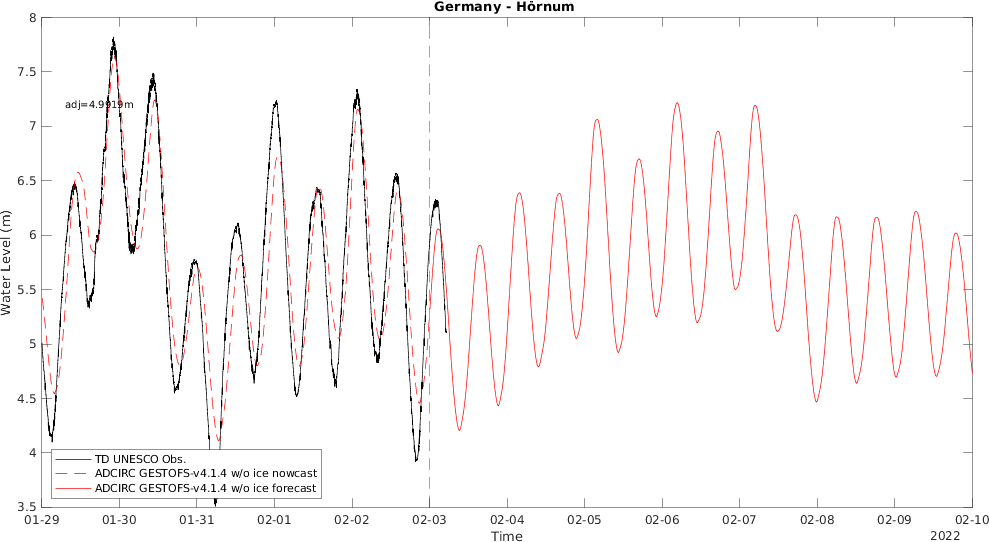 Germany - Hörnum
8
7.5
7
6.5
6
5.5
5
4.5
4
3.5
Water Level (m)
adj=4.9919m
TD UNESCO Obs.
ADCIRC GESTOFS-v4.1.4 w/o ice nowcast
ADCIRC GESTOFS-v4.1.4 w/o ice forecast
01-29 01-30 01-31 02-01 02-02 02-03 02-04 02-05 02-06 02-07 02-08 02-09 02-10
Time
2022